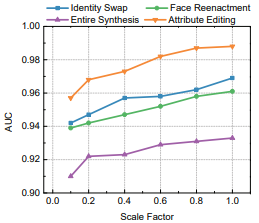 Identity Swap Face Reenactment
Entire Synthesis Attribute Editing
1.00
0.98
0.96
0.94
0.92
0.90
AUC
0.0 0.2 0.4 0.6 0.8 1.0
Scale Factor